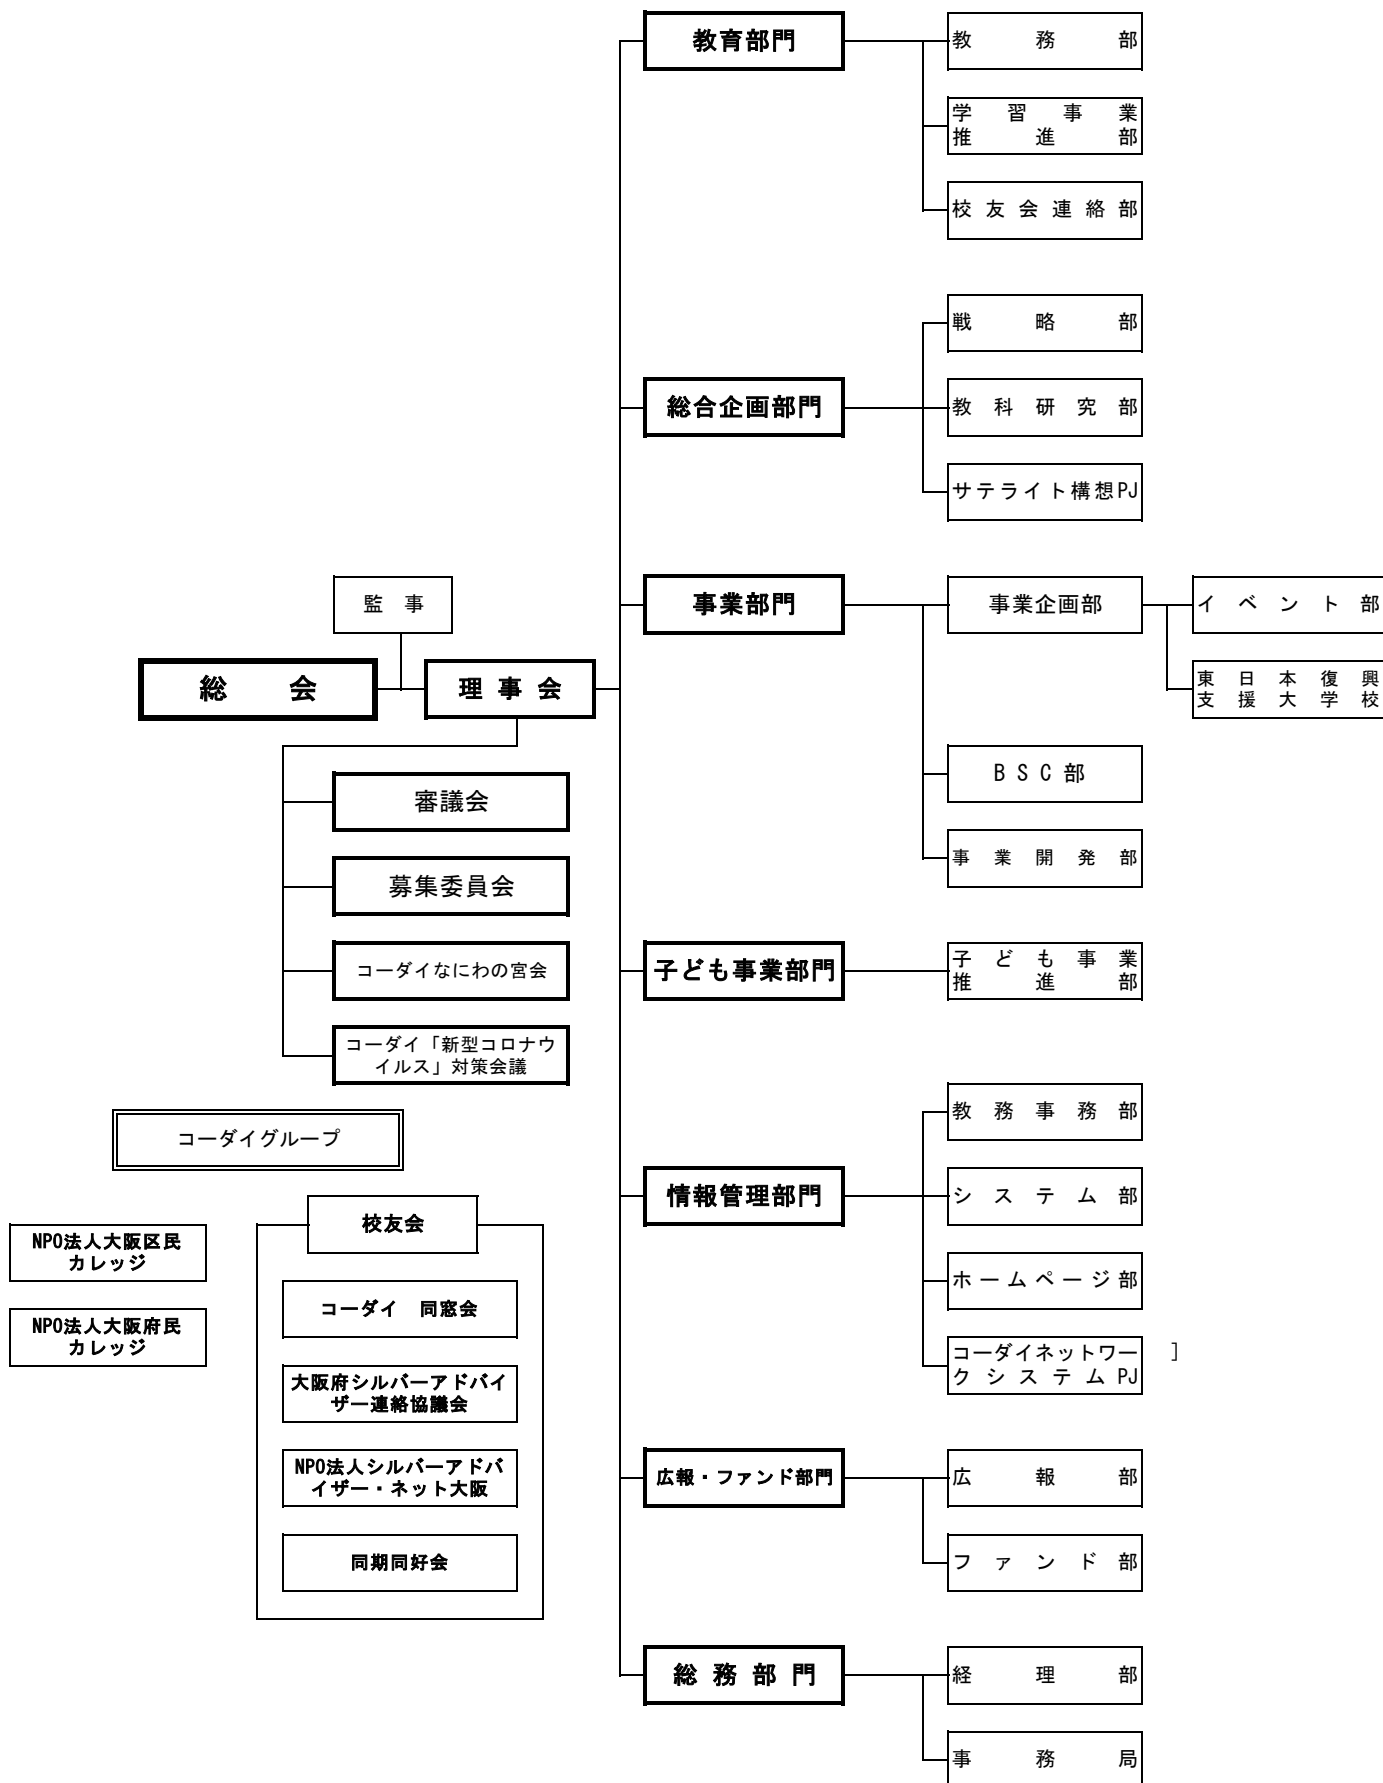 教育部門
教務部
学習事業
推進部
校友会連絡部
戦略部
総合企画部門
教科研究部
サテライト構想PJ
監事
総会
理事会
事業部門
事業企画部
イベント部
東日本復興
支援大学校
BSC部
事業開発部
審議会
募集委員会
コーダイなにわの宮会
コーダイ「新型コロナウ
イルス」対策会議
子ども事業部門
子ども事業
推進部
コーダイグループ
教務事務部
情報管理部門
システム部
ホームページ部
コーダイネットワー
クシステムPJ
]
NPO法人大阪区民
カレッジ
NPO法人大阪府民
カレッジ
校友会
コーダイ　同窓会
大阪府シルバーアドバイ
ザー連絡協議会
NPO法人シルバーアドバ
イザー・ネット大阪
同期同好会
広報・ファンド部門
広報部
ファンド部
総務部門
経理部
事務局